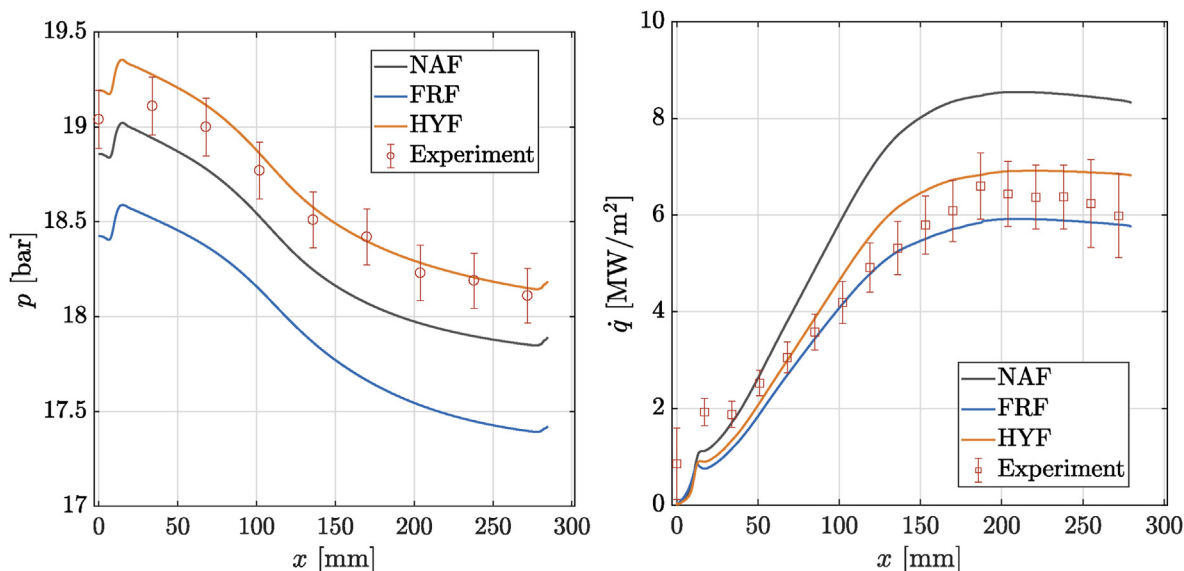 19.5
19
18.5
18
17.5
17
p [bar]
0
50
100
150
200
250
300
x [mm]
NAF
FRF
HYF
Experiment
10
8
6
4
2
0
q̇ [MW/m²]
0
50
100
150
200
250
300
x [mm]
NAF
FRF
HYF
Experiment